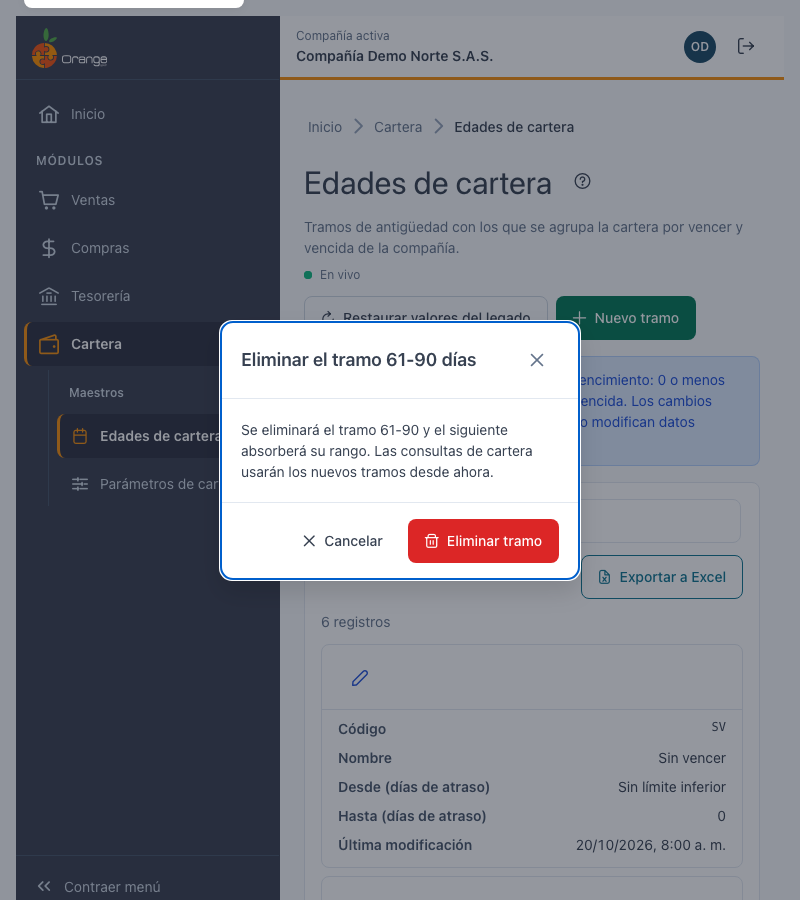 Orange
Compañía activa
Compañía Demo Norte S.A.S.
OD
Inicio
MÓDULOS
Ventas
Compras
Tesorería
Cartera
Maestros
Edades de cartera
Parámetros de car
Contraer menú
Inicio
Cartera
Edades de cartera
Edades de cartera
Tramos de antigüedad con los que se agrupa la cartera por vencer y
vencida de la compañía.
En vivo
Restaurar valores del legado
Nuevo tramo
encimiento: 0 o menos
encida. Los cambios
o modifican datos
Eliminar el tramo 61-90 días
Se eliminará el tramo 61-90 y el siguiente
absorberá su rango. Las consultas de cartera
usarán los nuevos tramos desde ahora.
Cancelar
Eliminar tramo
Exportar a Excel
6 registros
Código SV
Nombre Sin vencer
Desde (días de atraso) Sin límite inferior
Hasta (días de atraso) 0
Última modificación 20/10/2026, 8:00 a. m.